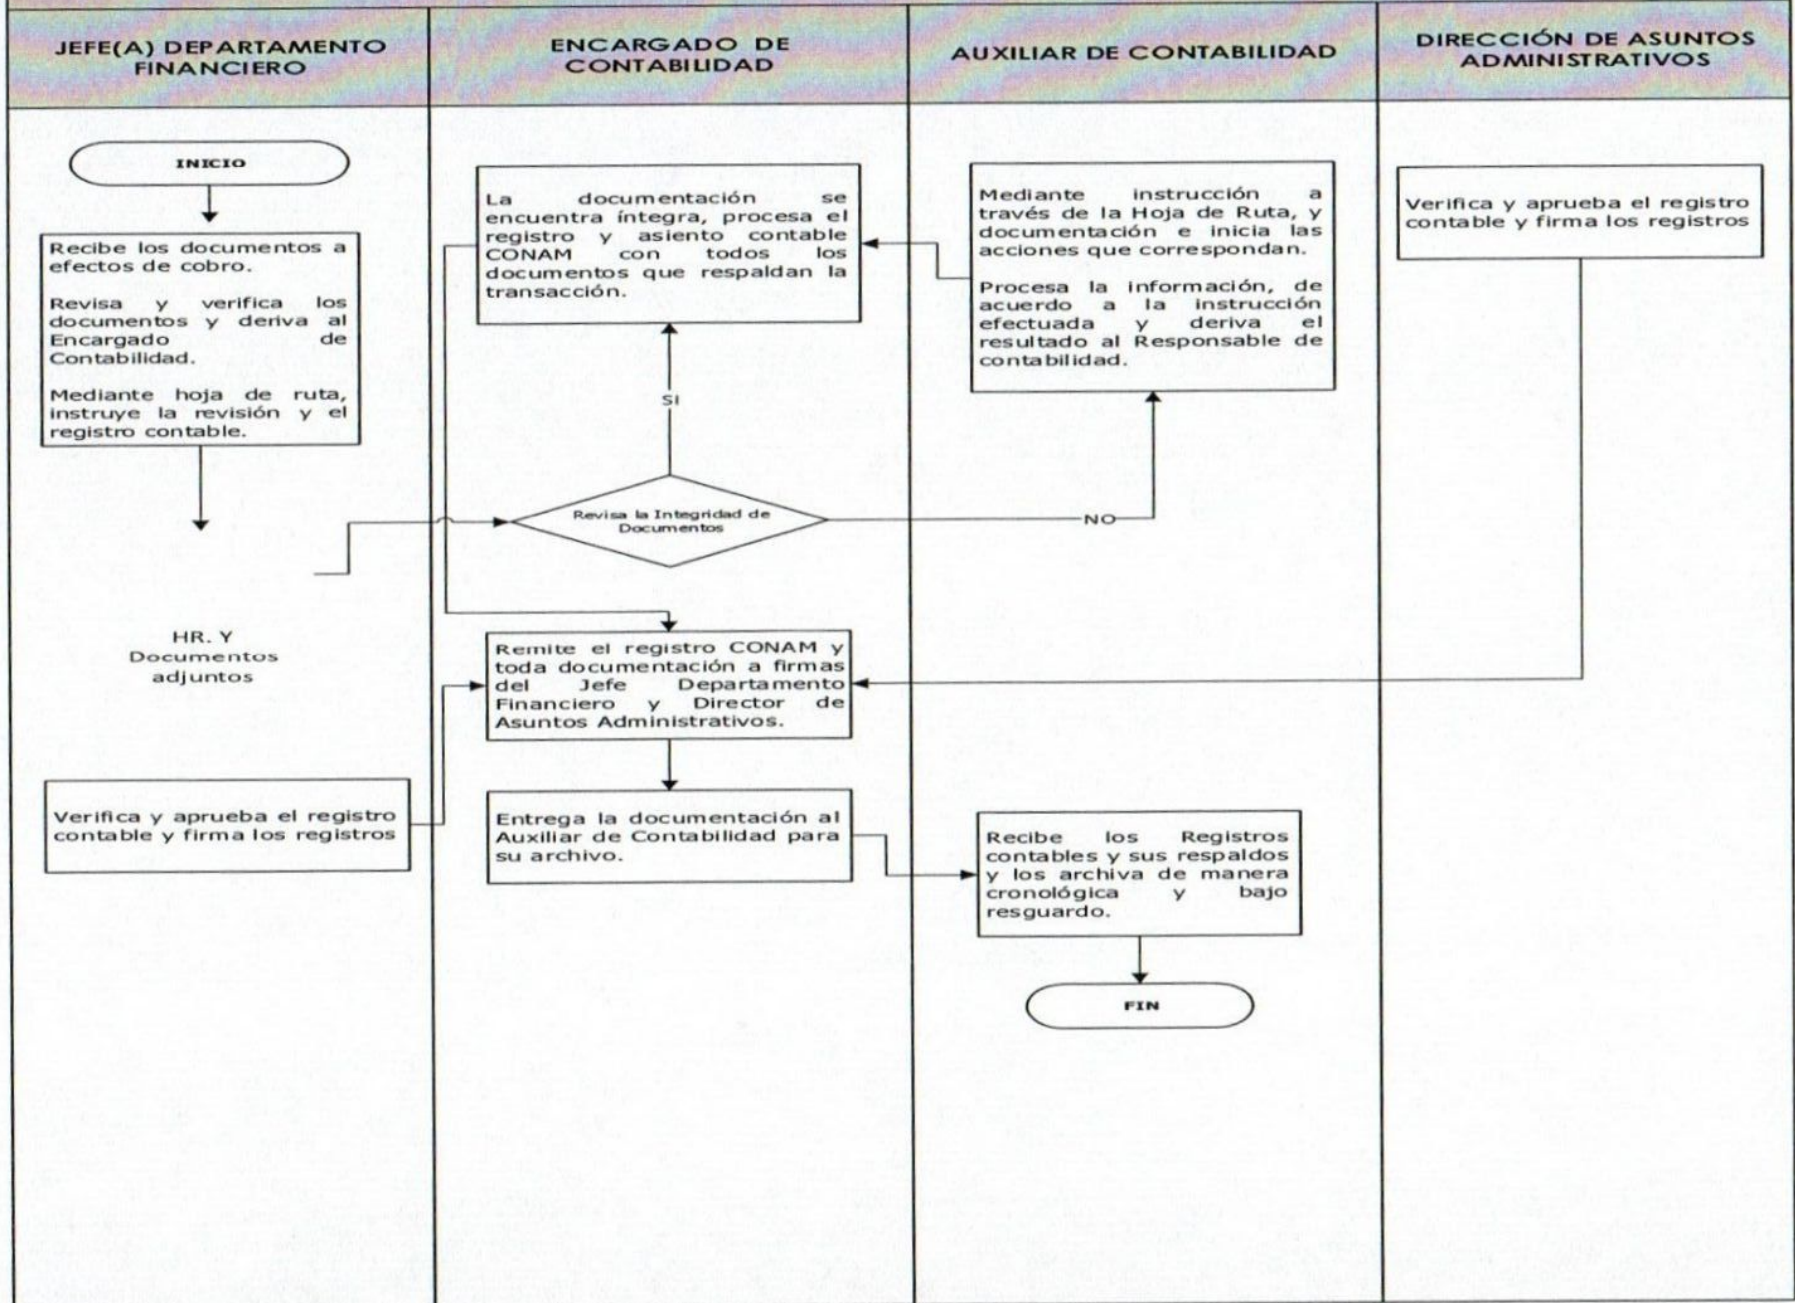 JEFE(A) DEPARTAMENTO
FINANCIERO
ENCARGADO DE
CONTABILIDAD
AUXILIAR DE CONTABILIDAD
DIRECCIÓN DE ASUNTOS
ADMINISTRATIVOS
INICIO
Recibe los documentos a
efectos de cobro.
Revisa y verifica los
documentos y deriva al
Encargado de
Contabilidad.
Mediante hoja de ruta,
instruye la revisión y el
registro contable.
HR. Y
Documentos
adjuntos
Verifica y aprueba el registro
contable y firma los registros
La documentación se
encuentra íntegra, procesa el
registro y asiento contable
CONAM con todos los
documentos que respaldan la
transacción.
SI
Revisa la Integridad de
Documentos
NO
Remite el registro CONAM y
toda documentación a firmas
del Jefe Departamento
Financiero y Director de
Asuntos Administrativos.
Entrega la documentación al
Auxiliar de Contabilidad para
su archivo.
Mediante instrucción a
través de la Hoja de Ruta, y
documentación e inicia las
acciones que correspondan.
Procesa la información, de
acuerdo a la instrucción
efectuada y deriva el
resultado al Responsable de
contabilidad.
Recibe los Registros
contables y sus respaldos
y los archiva de manera
cronológica y bajo
resguardo.
FIN
Verifica y aprueba el registro
contable y firma los registros